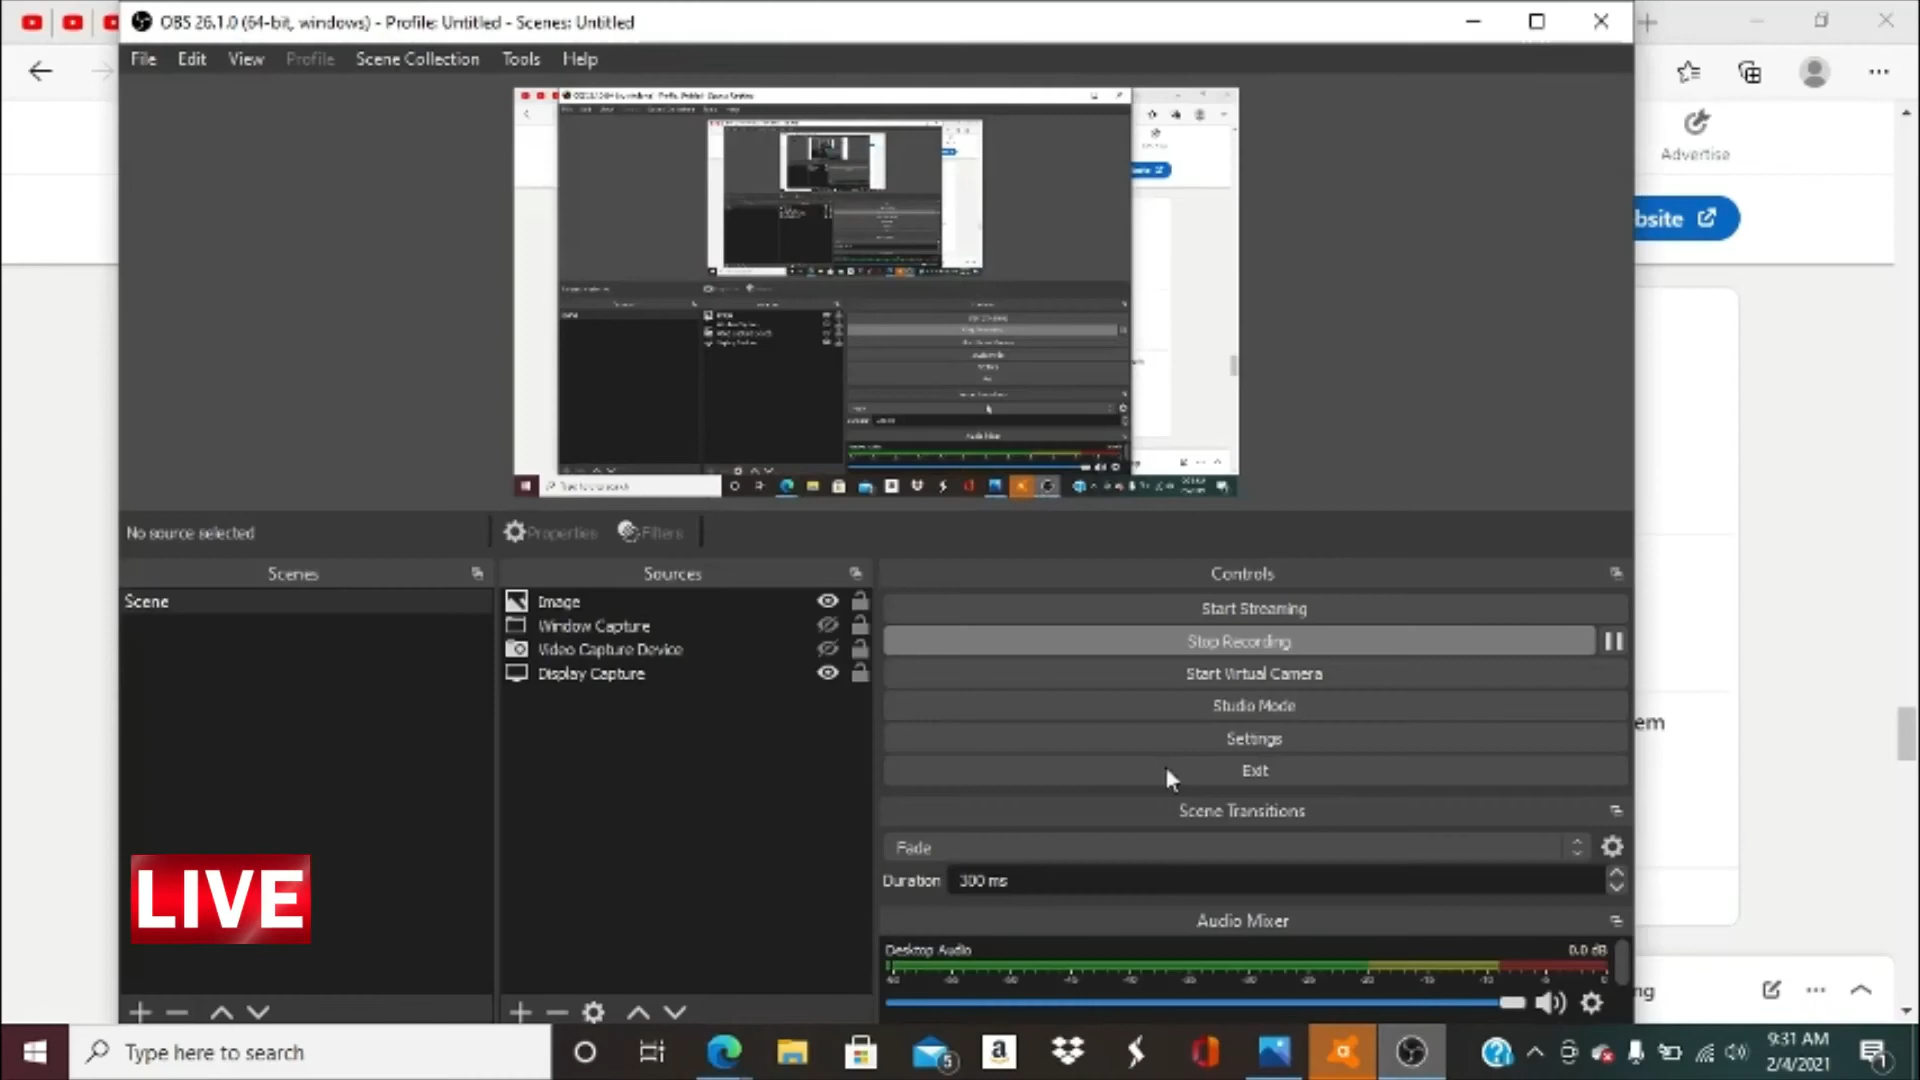 OBS 26.1.0 (64-bit, windows) - Profile: Untitled - Scenes: Untitled
File Edit View Profile Scene Collection Tools Help
Advertise
bsite
No source selected
Properties
Filters
Scenes
Scene
Sources
Image
Window Capture
Video Capture Device
Display Capture
Controls
Start Streaming
Stop Recording
Start Virtual Camera
Studio Mode
Settings
Exit
em
Scene Transitions
Fade
Duration 300 ms
LIVE
Audio Mixer
Desktop Audio 0.0 dB
ng
Type here to search
5
a
9:31 AM
2/4/2021
1